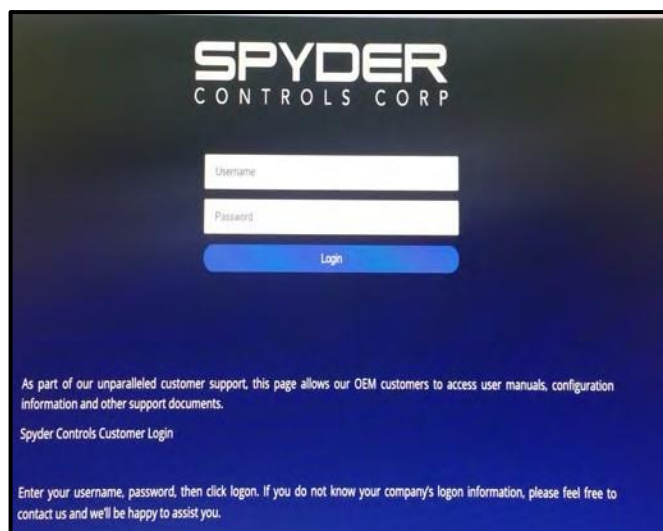 SPYDER
CONTROLS CORP
Username
Password
Login
As part of our unparalleled customer support, this page allows our OEM customers to access user manuals, configuration
information and other support documents.
Spyder Controls Customer Login
Enter your username, password, then click logon. If you do not know your company's logon information, please feel free to
contact us and we'll be happy to assist you.